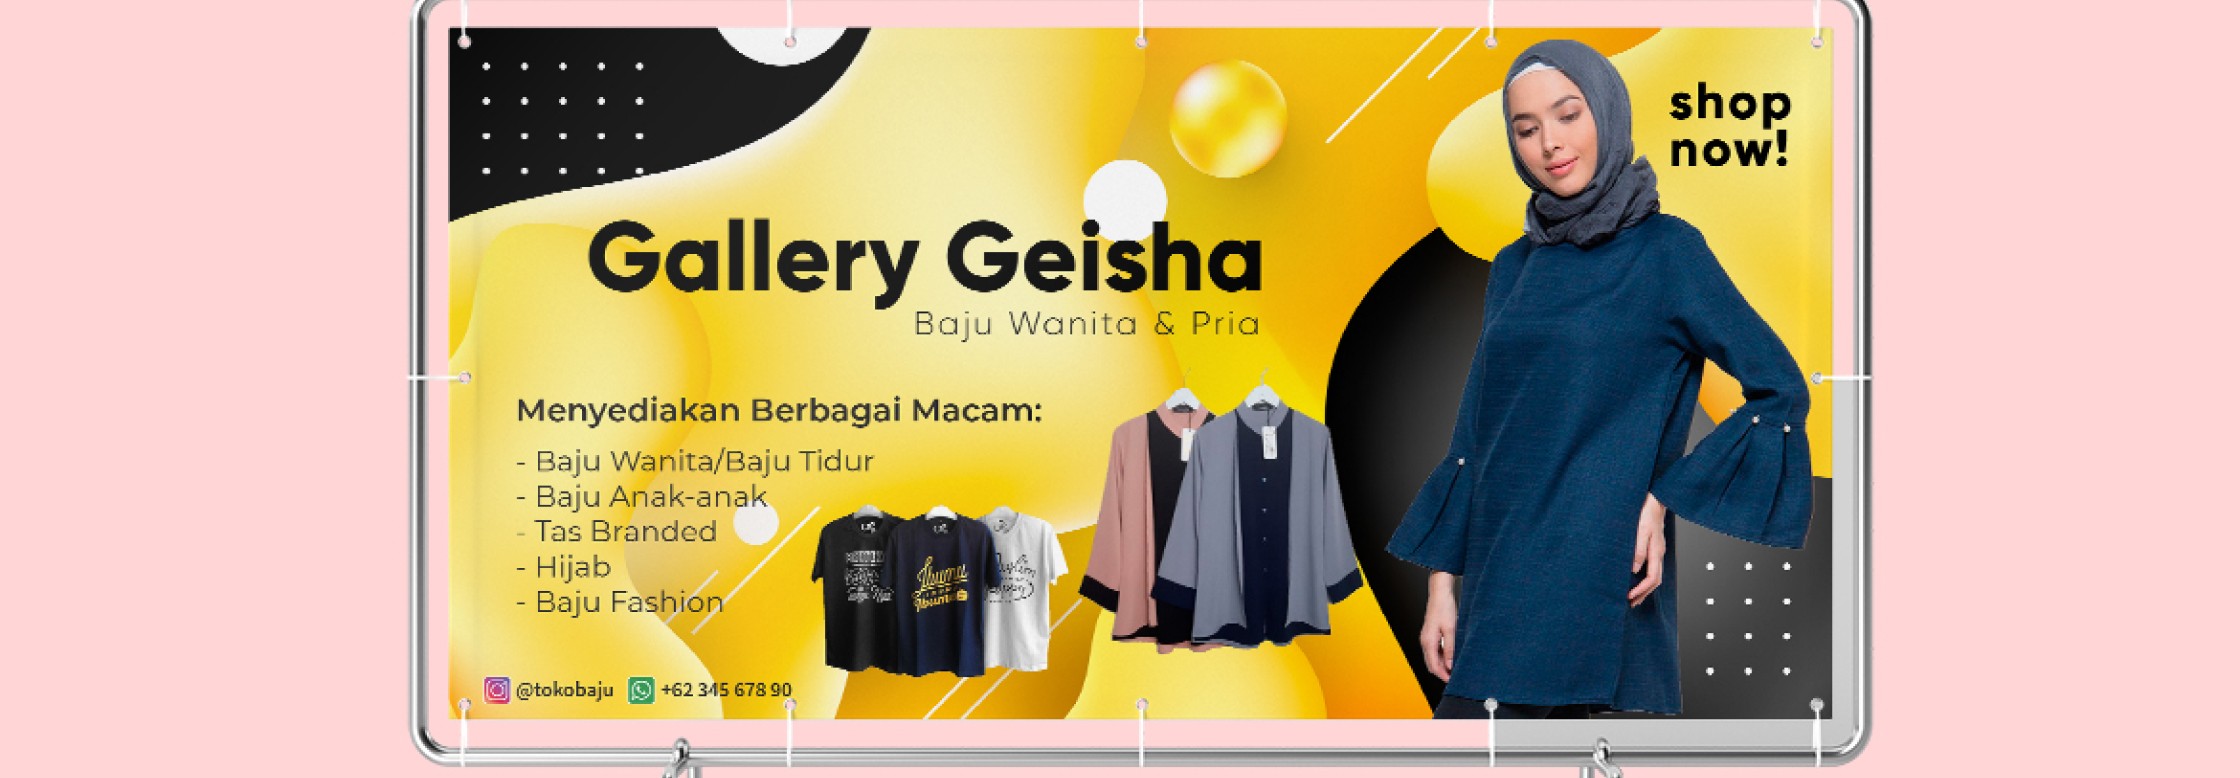 shop
now!
Gallery Geisha
Baju Wanita & Pria
Menyediakan Berbagai Macam:
- Baju Wanita/Baju Tidur
- Baju Anak-anak
- Tas Branded
- Hijab
- Baju Fashion
@tokobaju +62 345 678 90